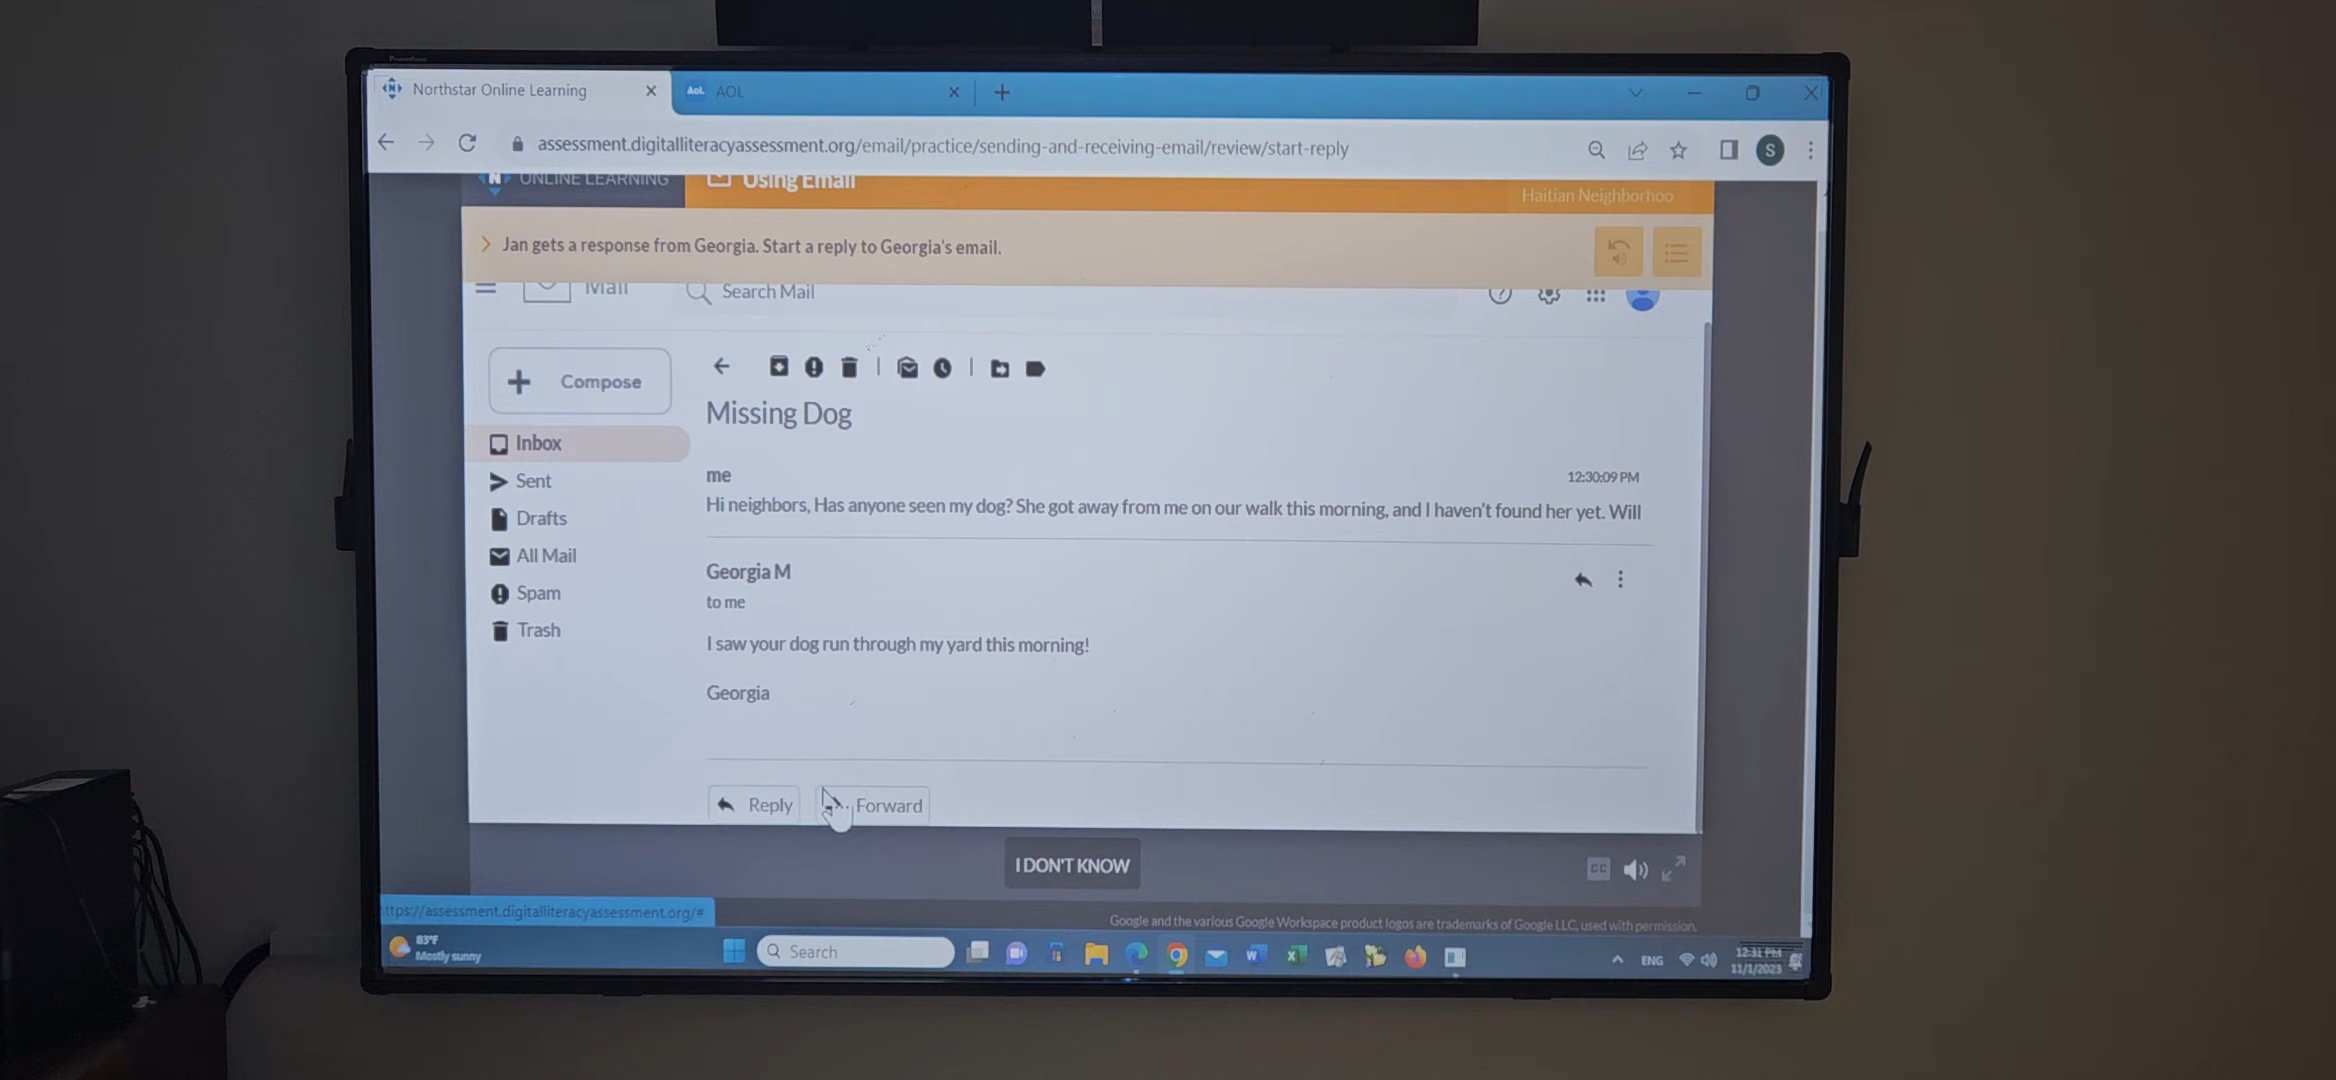 Promethean
Northstar Online Learning
Aol. AOL
assessment.digitalliteracyassessment.org/email/practice/sending-and-receiving-email/review/start-reply
S
N ONLINE LEARNING
Using Email
Haitian Neighborhoo
Jan gets a response from Georgia. Start a reply to Georgia's email.
Mail
Search Mail
Compose
Missing Dog
Inbox
me
12:30:09 PM
Sent
Hi neighbors, Has anyone seen my dog? She got away from me on our walk this morning, and I haven't found her yet. Will
Drafts
All Mail
Georgia M
Spam
to me
Trash
I saw your dog run through my yard this morning!
Georgia
Reply
Forward
I DON'T KNOW
CC
ttps://assessment.digitalliteracyassessment.org/#
Google and the various Google Workspace product logos are trademarks of Google LLC, used with permission.
83°F
Mostly sunny
Search
W
X
ENG
12:31 PM
11/1/2023